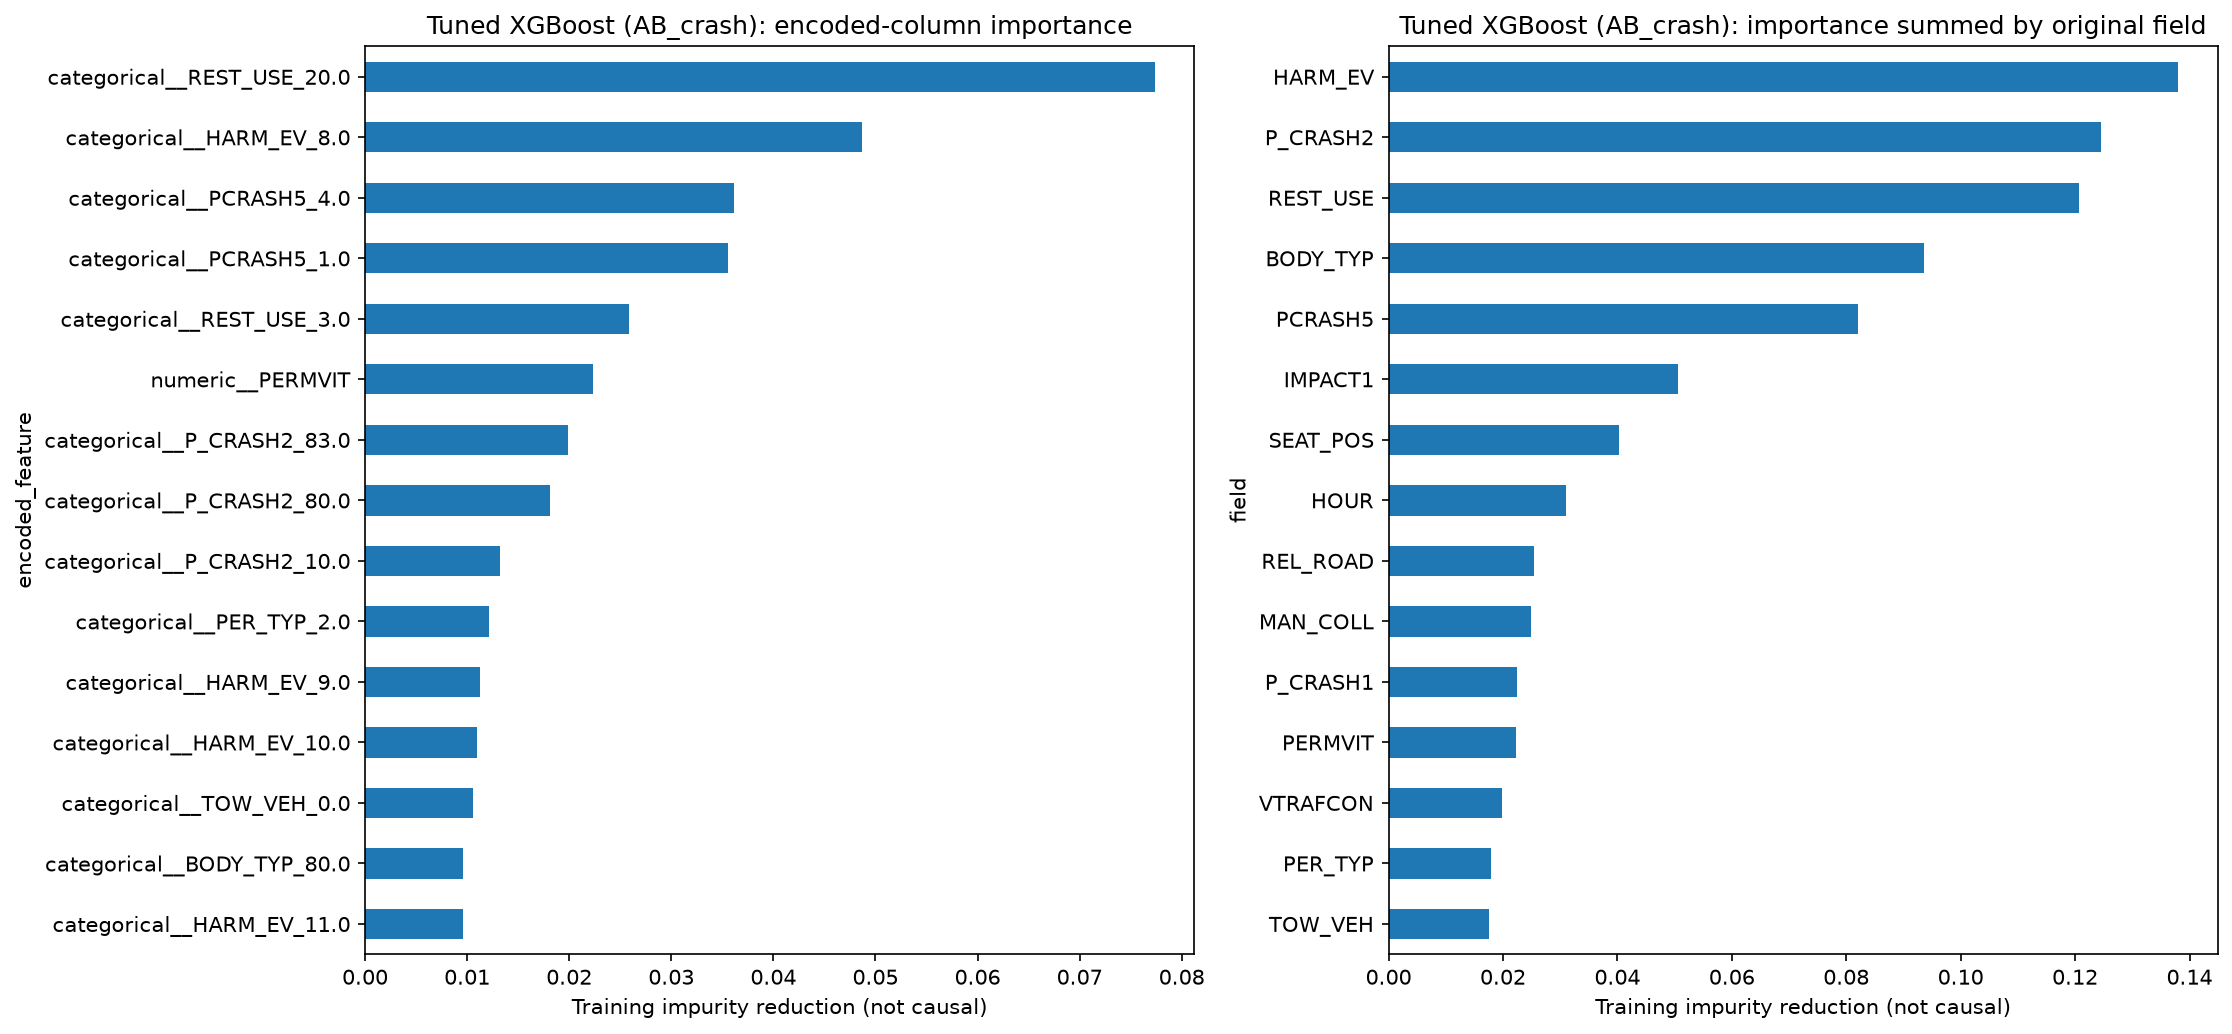 Tuned XGBoost (AB_crash): encoded-column importance
categorical__REST_USE_20.0
categorical__HARM_EV_8.0
categorical__PCRASH5_4.0
categorical__PCRASH5_1.0
categorical__REST_USE_3.0
numeric__PERMVIT
categorical__P_CRASH2_83.0
categorical__P_CRASH2_80.0
categorical__P_CRASH2_10.0
categorical__PER_TYP_2.0
categorical__HARM_EV_9.0
categorical__HARM_EV_10.0
categorical__TOW_VEH_0.0
categorical__BODY_TYP_80.0
categorical__HARM_EV_11.0
encoded_feature
0.00 0.01 0.02 0.03 0.04 0.05 0.06 0.07 0.08
Training impurity reduction (not causal)
Tuned XGBoost (AB_crash): importance summed by original field
HARM_EV
P_CRASH2
REST_USE
BODY_TYP
PCRASH5
IMPACT1
SEAT_POS
HOUR
REL_ROAD
MAN_COLL
P_CRASH1
PERMVIT
VTRAFCON
PER_TYP
TOW_VEH
field
0.00 0.02 0.04 0.06 0.08 0.10 0.12 0.14
Training impurity reduction (not causal)